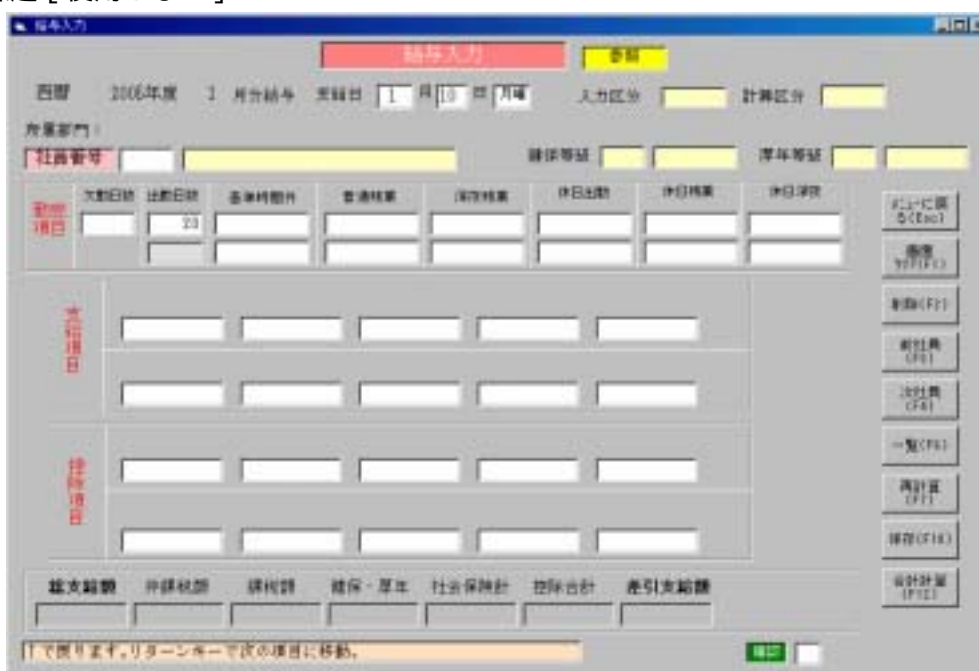 給与入力
給与入力 参照
西暦 2006年度 1 月分給与 支給日 1 月 10 日 月曜 入力区分 計算区分
所属部門:
社員番号 健保等級 厚年等級
欠勤日数 出勤日数 基準時間外 普通残業 深夜残業 休日出勤 休日残業 休日深夜
勤怠項目 20
支給項目
控除項目
総支給額 非課税額 課税額 健保・厚年 社会保険計 控除合計 差引支給額
↑で戻ります。リターンキーで次の項目に移動。 確認
メニューに戻る(Esc)
削除(F2)
前社員
次社員
再計算
保存(F10)
合計計算(F12)